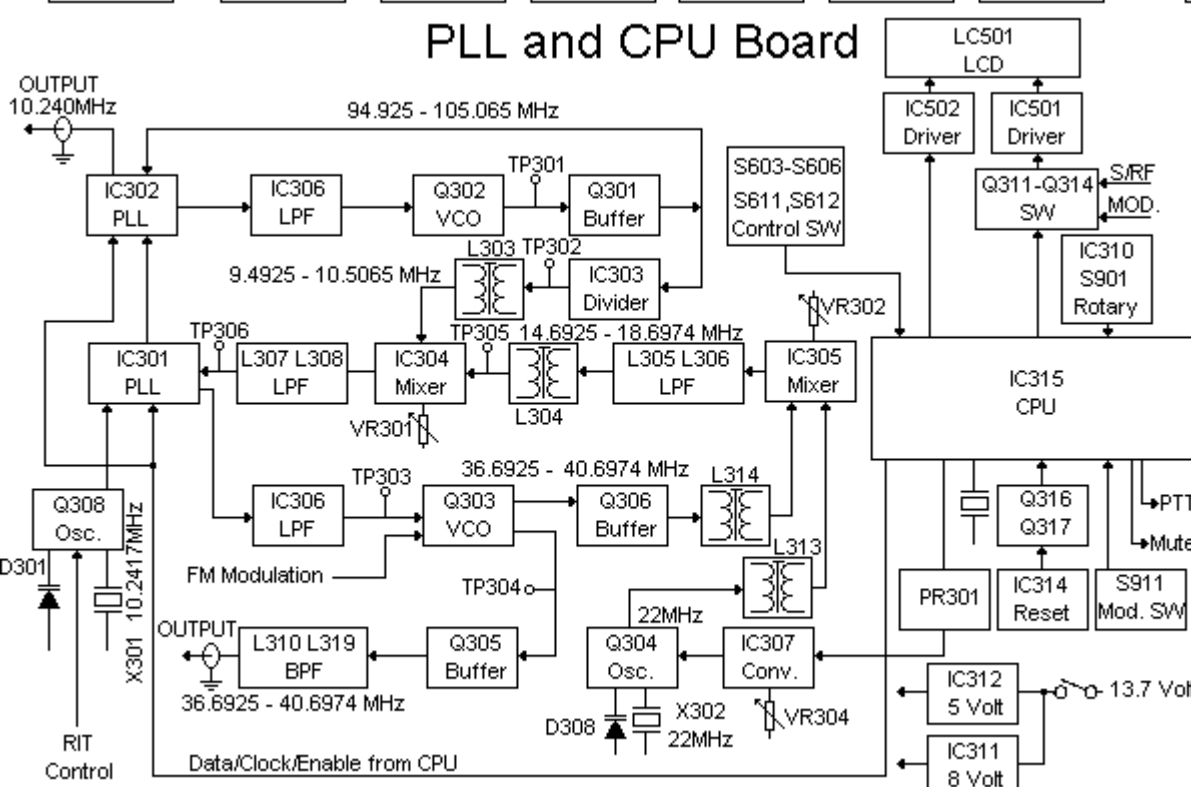 PLL and CPU Board
LC501
LCD
OUTPUT
10.240MHz
94.925 - 105.065 MHz
IC502
Driver
IC501
Driver
IC302
PLL
IC306
LPF
Q302
VCO
TP301
Q301
Buffer
S603-S606
S611,S612
Control SW
Q311-Q314
SW
S/RF
MOD.
L303
TP302
9.4925 - 10.5065 MHz
IC303
Divider
IC310
S901
Rotary
VR302
TP306
TP305
14.6925 - 18.6974 MHz
IC301
PLL
L307 L308
LPF
IC304
Mixer
L305 L306
LPF
IC305
Mixer
IC315
CPU
L304
VR301
36.6925 - 40.6974 MHz
TP303
L314
Q308
Osc.
IC306
LPF
Q303
VCO
Q306
Buffer
Q316
Q317
PTT
Mute
10.2417MHz
X301
D301
FM Modulation
TP304
L313
22MHz
PR301
IC314
Reset
S911
Mod. SW
OUTPUT
L310 L319
BPF
Q305
Buffer
Q304
Osc.
IC307
Conv.
36.6925 - 40.6974 MHz
D308
X302
22MHz
VR304
IC312
5 Volt
13.7 Volt
RIT
Control
Data/Clock/Enable from CPU
IC311
8 Volt